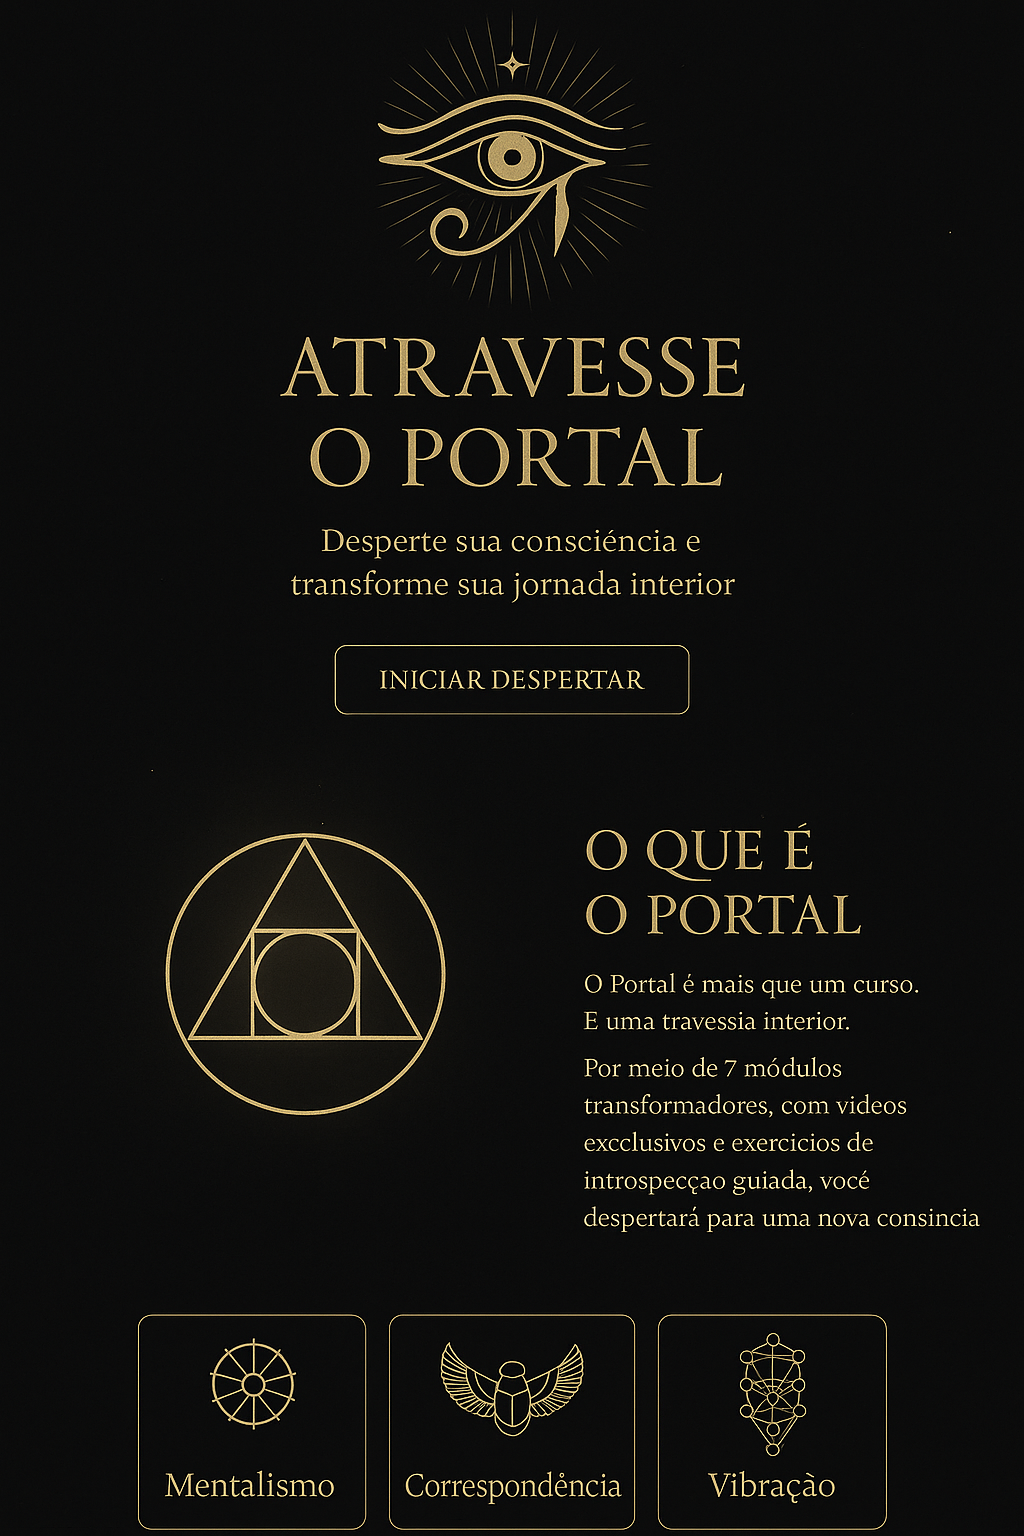 ATRAVESSE
O PORTAL
Desperte sua consciéncia e
transforme sua jornada interior
INICIAR DESPERTAR
O QUE É
O PORTAL
O Portal é mais que um curso.
E uma travessia interior.
Por meio de 7 módulos
transformadores, com videos
excclusivos e exercicios de
introspecçao guiada, vocé
despertará para uma nova consincia
Mentalismo
Correspondência
Vibração